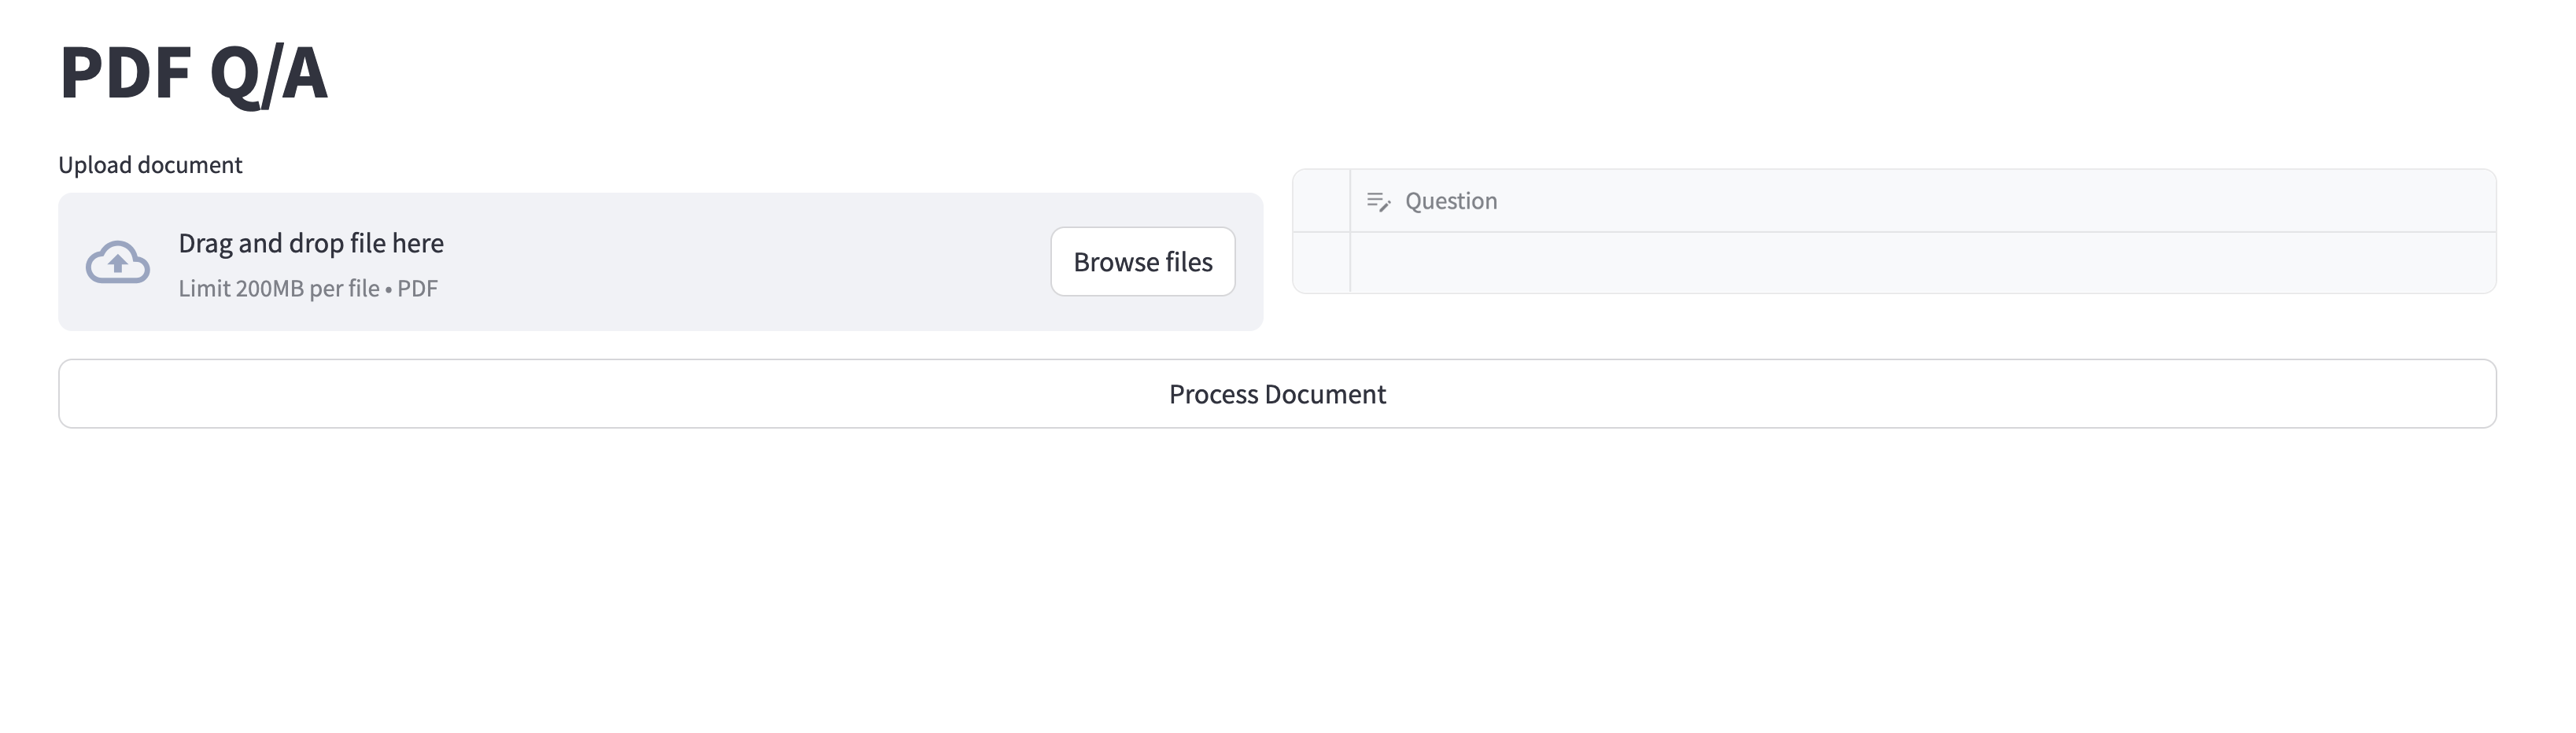 PDF Q/A
Upload document
Drag and drop file here
Limit 200MB per file • PDF
Browse files
Question
Process Document